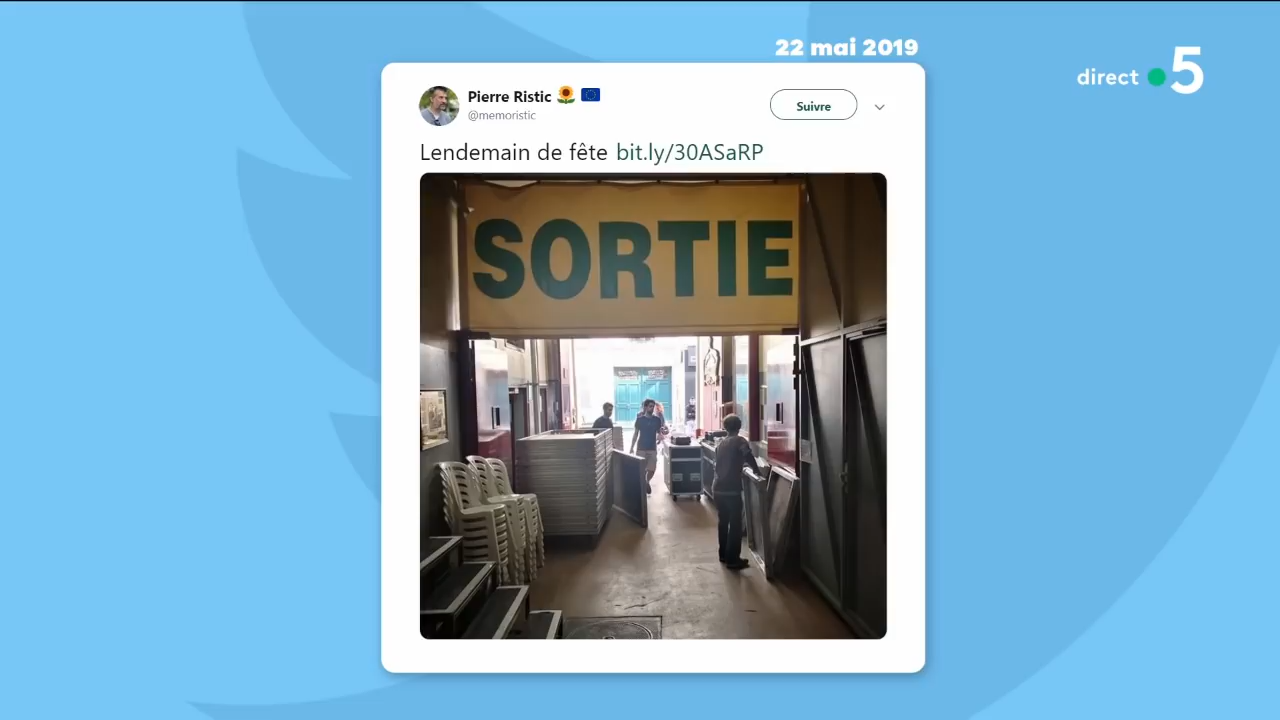 22 mai 2019
direct 5
Pierre Ristic
@memoristic
Suivre
Lendemain de fête bit.ly/30ASaRP
SORTIE